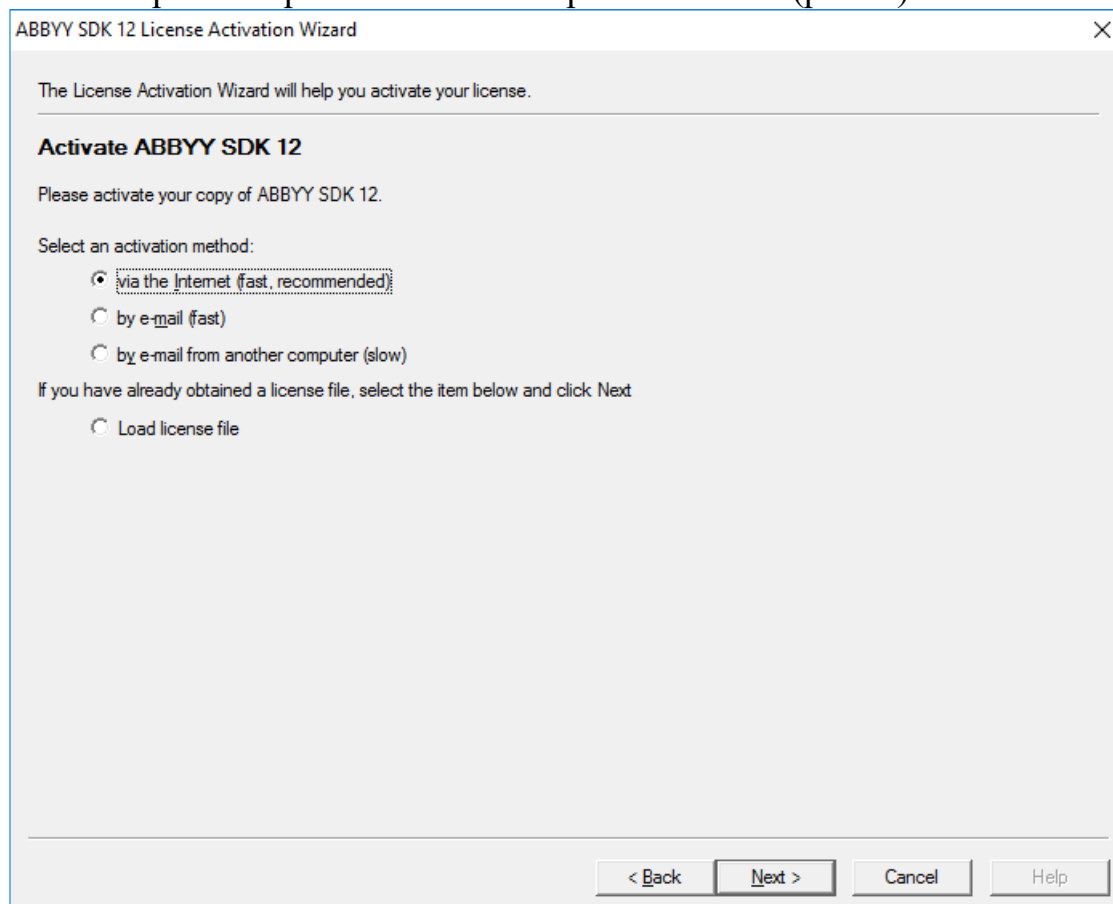 ABBYY SDK 12 License Activation Wizard
The License Activation Wizard will help you activate your license.
Activate ABBYY SDK 12
Please activate your copy of ABBYY SDK 12.
Select an activation method:
via the Internet (fast, recommended)
by e-mail (fast)
by e-mail from another computer (slow)
If you have already obtained a license file, select the item below and click Next
Load license file
< Back Next > Cancel Help